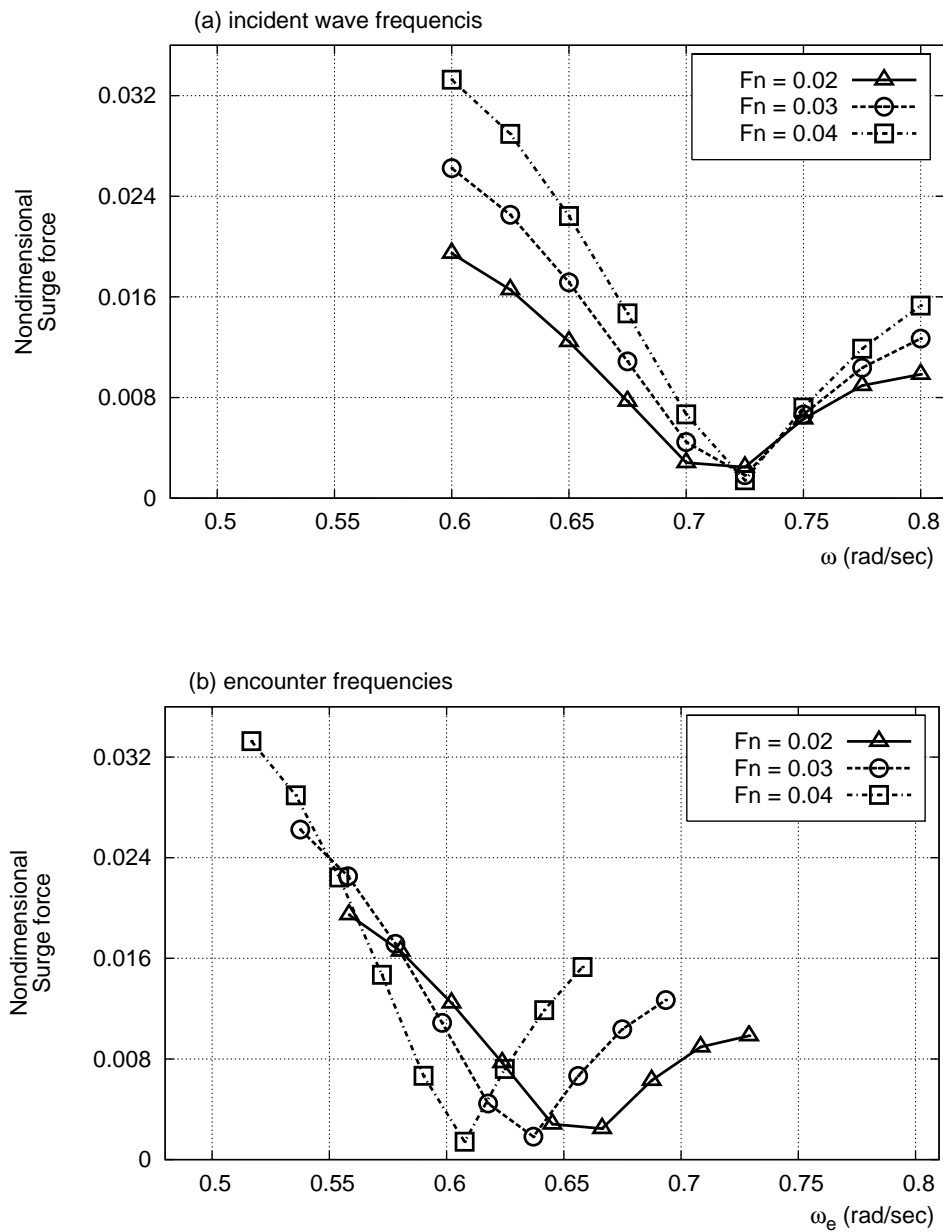 (a) incident wave frequencis
Fn = 0.02
Fn = 0.03
Fn = 0.04
0.032
0.024
0.016
0.008
0
Nondimensional
Surge force
0.5 0.55 0.6 0.65 0.7 0.75 0.8
ω (rad/sec)
(b) encounter frequencies
Fn = 0.02
Fn = 0.03
Fn = 0.04
0.032
0.024
0.016
0.008
0
Nondimensional
Surge force
0.5 0.55 0.6 0.65 0.7 0.75 0.8
ωe (rad/sec)